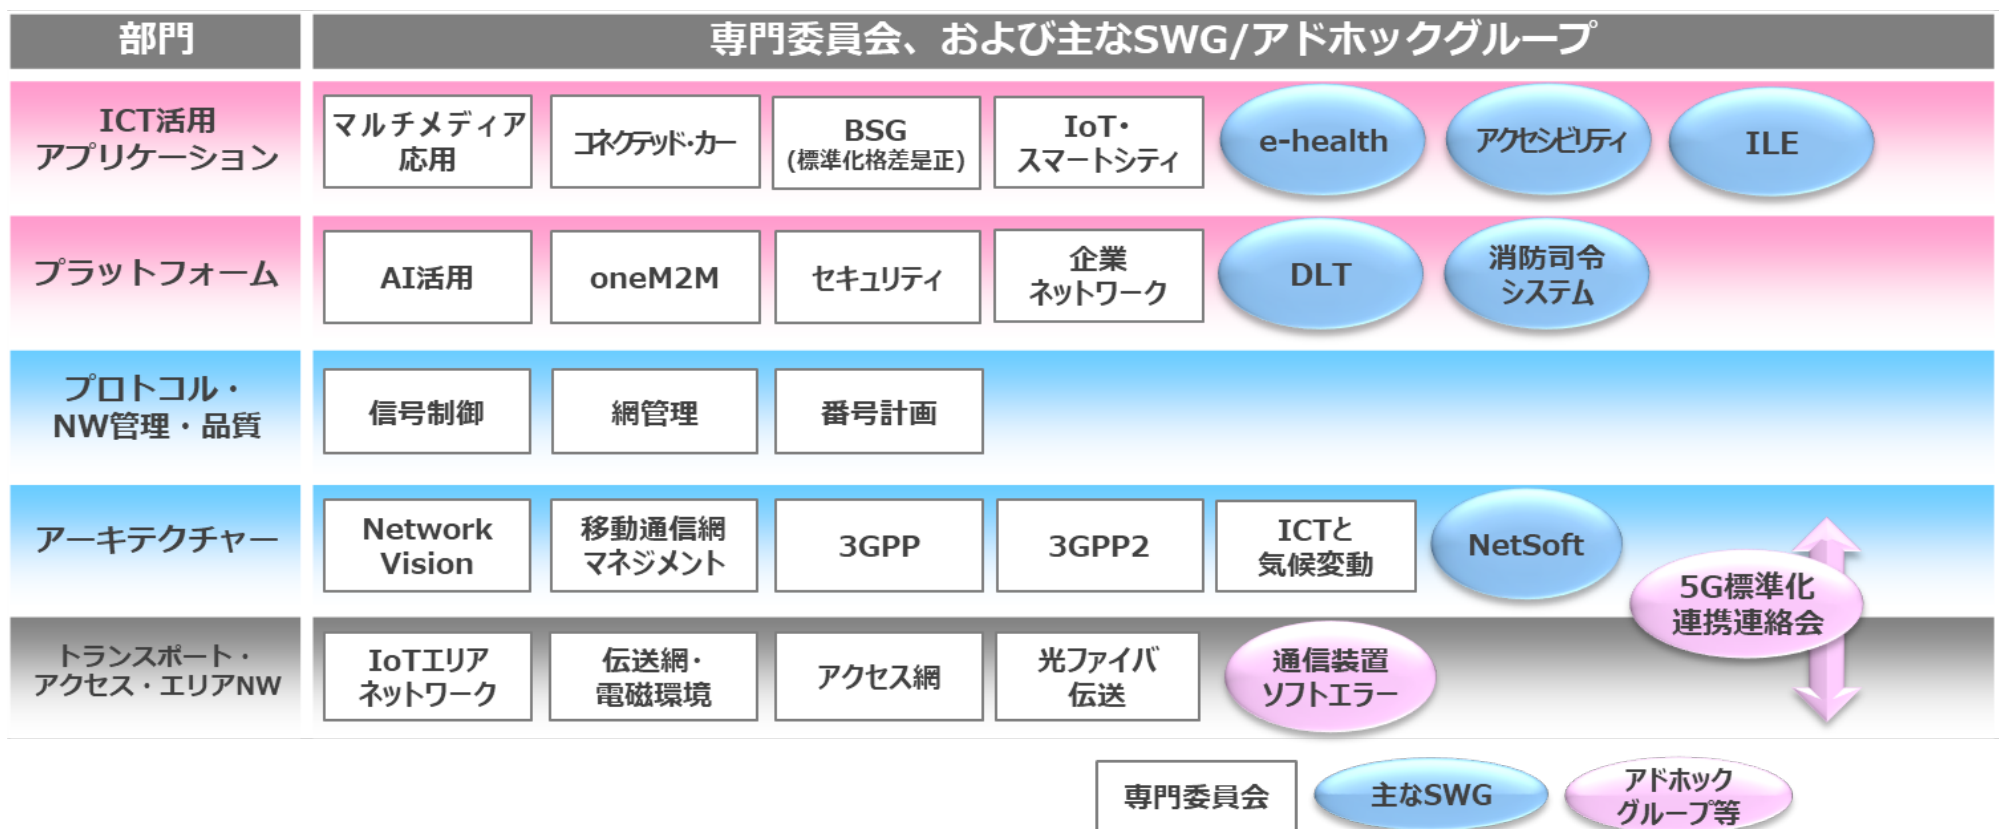 部門
専門委員会、および主なSWG/アドホックグループ
ICT活用
アプリケーション
マルチメディア
応用
コネクテッド・カー
BSG
(標準化格差是正)
IoT・
スマートシティ
e-health
アクセシビリティ
ILE
プラットフォーム
AI活用
oneM2M
セキュリティ
企業
ネットワーク
DLT
消防司令
システム
プロトコル・
NW管理・品質
信号制御
網管理
番号計画
アーキテクチャー
Network
Vision
移動通信網
マネジメント
3GPP
3GPP2
ICTと
気候変動
NetSoft
5G標準化
連携連絡会
トランスポート・
アクセス・エリアNW
IoTエリア
ネットワーク
伝送網・
電磁環境
アクセス網
光ファイバ
伝送
通信装置
ソフトエラー
専門委員会
主なSWG
アドホック
グループ等